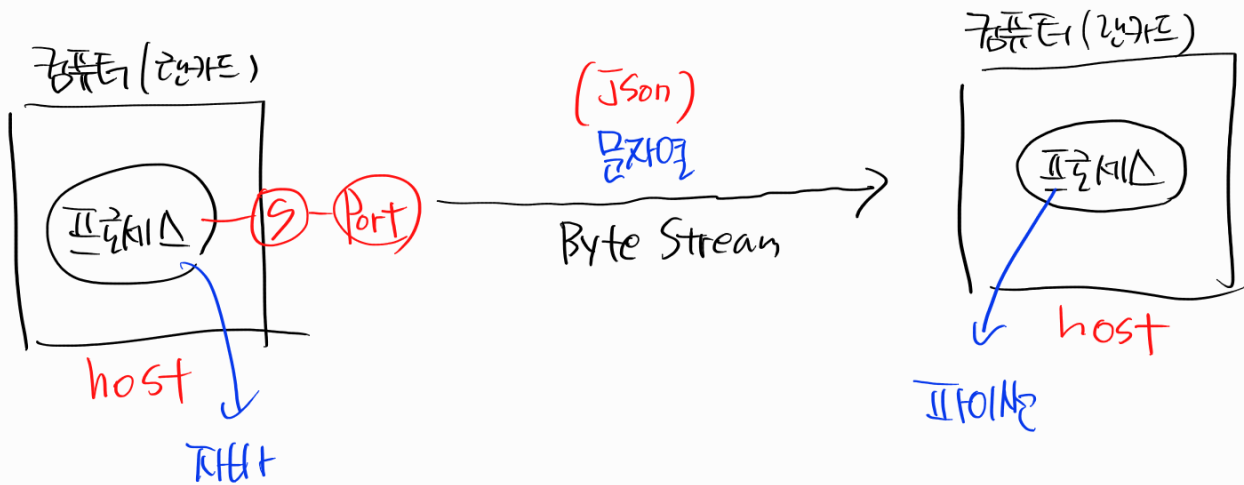 컴퓨터(랜카드)
프로세스
S
Port
host
자바
(Json)
문자열
Byte Stream
컴퓨터(랜카드)
프로세스
host
파이썬